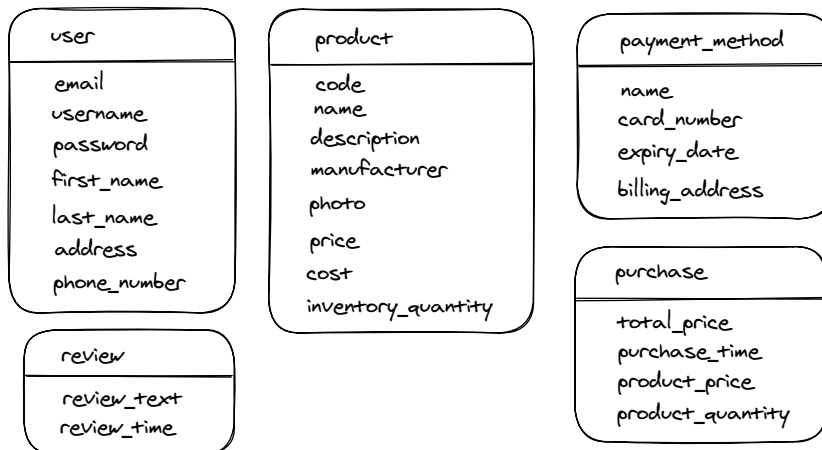 user
email
username
password
first_name
last_name
address
phone_number
product
code
name
description
manufacturer
photo
price
cost
inventory_quantity
payment_method
name
card_number
expiry_date
billing_address
purchase
total_price
purchase_time
product_price
product_quantity
review
review_text
review_time